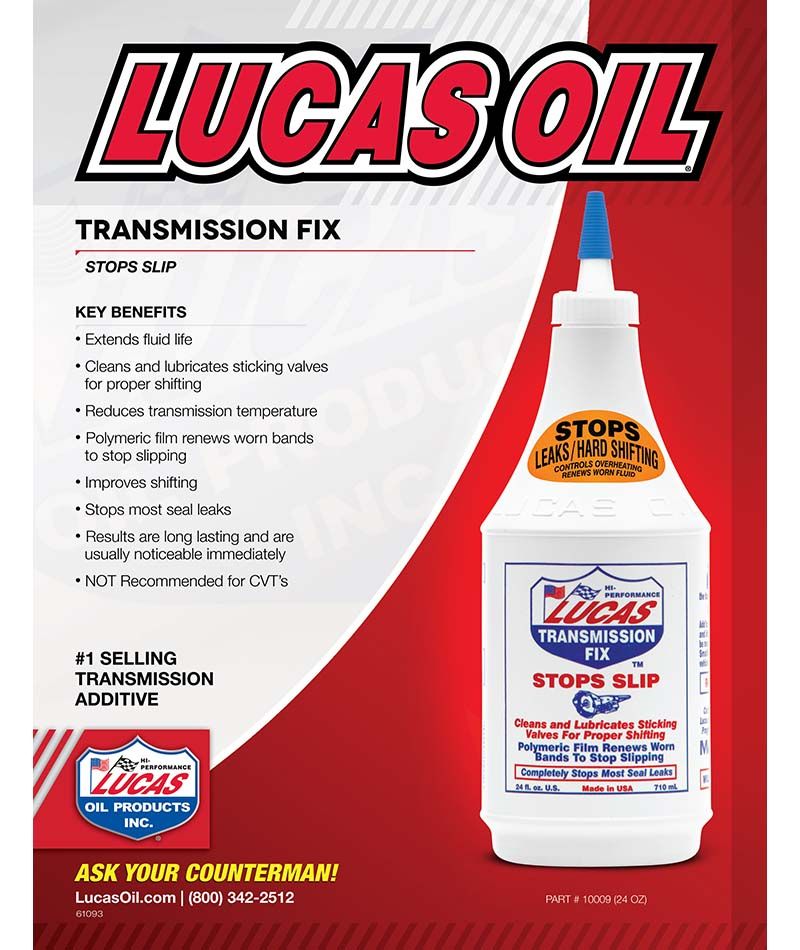 LUCAS OIL®
TRANSMISSION FIX
STOPS SLIP
KEY BENEFITS
• Extends fluid life
• Cleans and lubricates sticking valves
for proper shifting
• Reduces transmission temperature
• Polymeric film renews worn bands
to stop slipping
• Improves shifting
• Stops most seal leaks
• Results are long lasting and are
usually noticeable immediately
• NOT Recommended for CVT's
#1 SELLING
TRANSMISSION
ADDITIVE
HI-
PERFORMANCE
LUCAS
OIL PRODUCTS
INC.
®
ASK YOUR COUNTERMAN!
LucasOil.com | (800) 342-2512
61093
STOPS
LEAKS/HARD SHIFTING
CONTROLS OVERHEATING
RENEWS WORN FLUID
LUCAS OIL
HI-
PERFORMANCE
LUCAS
TRANSMISSION
FIX
TM
STOPS SLIP
Cleans and Lubricates Sticking
Valves For Proper Shifting
Polymeric Film Renews Worn
Bands To Stop Slipping
Completely Stops Most Seal Leaks
24 fl. oz. U.S. Made in USA 710 mL
PART # 10009 (24 OZ)